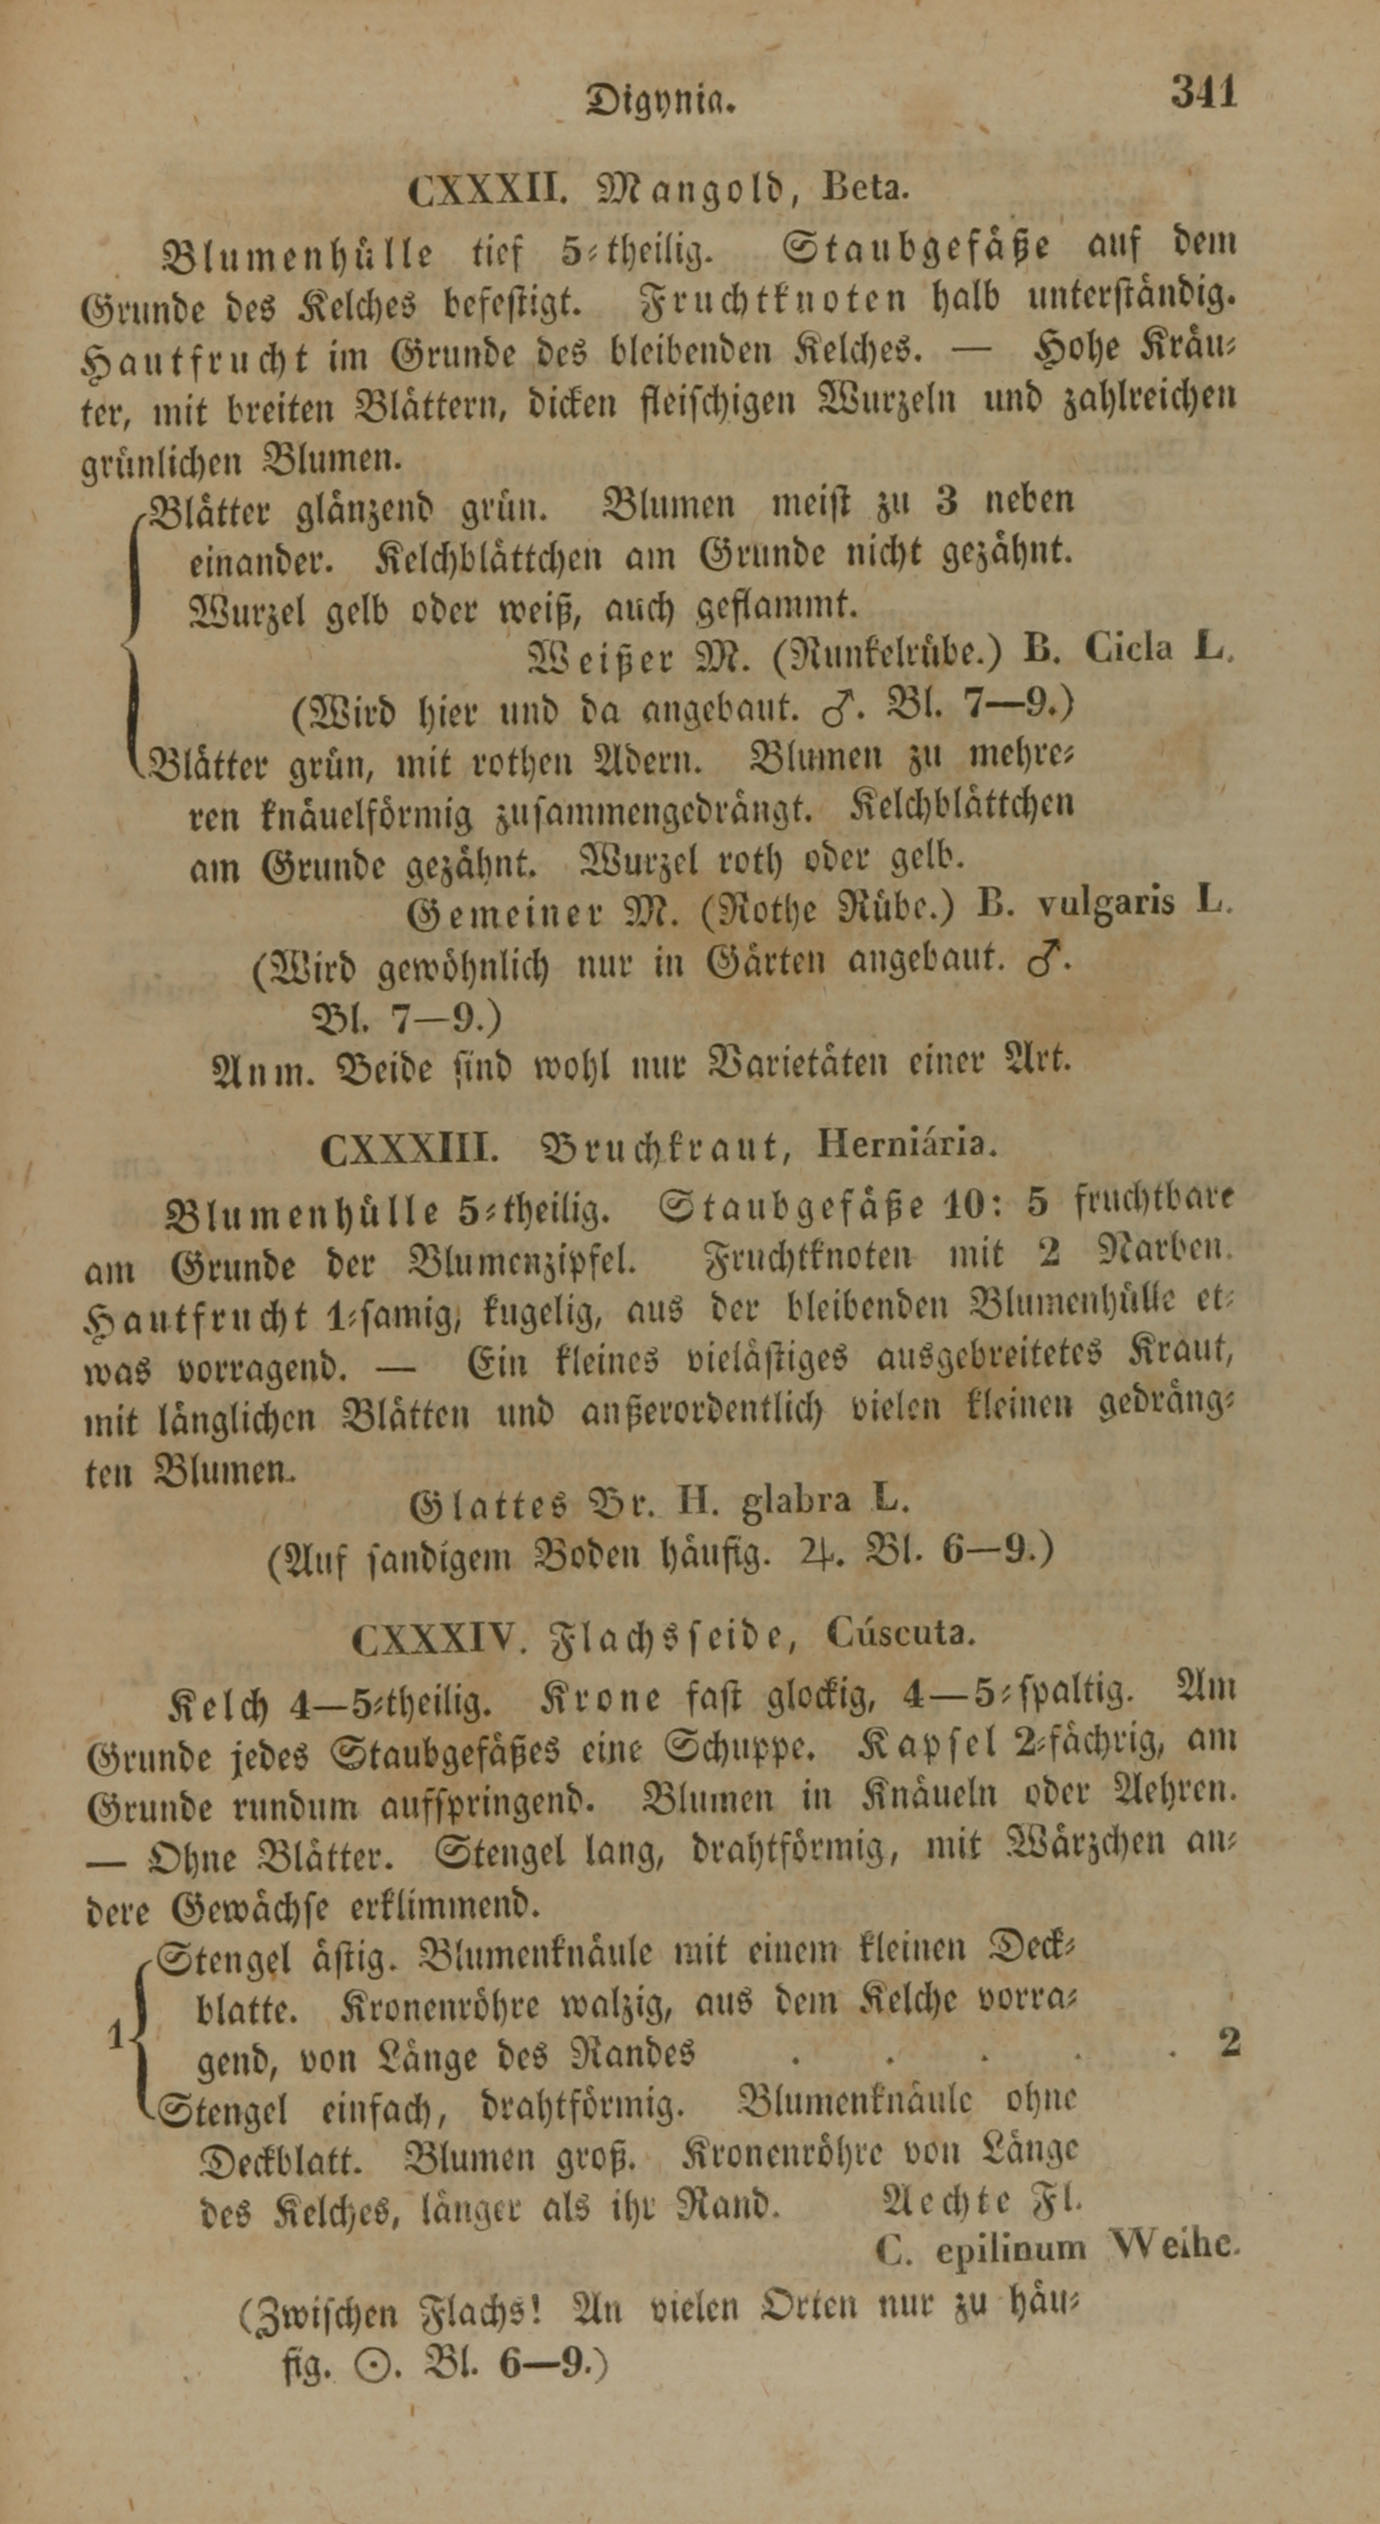 Digynia. 341
CXXXII. Mangold, Beta.
Blumenhülle tief 5-theilig. Staubgefäße auf dem
Grunde des Kelches befestigt. Fruchtknoten halb unterständig.
Hautfrucht im Grunde des bleibenden Kelches. — Hohe Kräu-
ter, mit breiten Blättern, dicken fleischigen Wurzeln und zahlreichen
grünlichen Blumen.
Blätter glänzend grün. Blumen meist zu 3 neben
einander. Kelchblättchen am Grunde nicht gezähnt.
Wurzel gelb oder weiß, auch geflammt.
Weißer M. (Runkelrübe.) B. Cicla L.
(Wird hier und da angebaut. ♂. Bl. 7—9.)
Blätter grün, mit rothen Adern. Blumen zu mehre-
ren knäuelförmig zusammengedrängt. Kelchblättchen
am Grunde gezähnt. Wurzel roth oder gelb.
Gemeiner M. (Rothe Rübe.) B. vulgaris L.
(Wird gewöhnlich nur in Gärten angebaut. ♂.
Bl. 7—9.)
Anm. Beide sind wohl nur Varietäten einer Art.
CXXXIII. Bruchkraut, Herniária.
Blumenhülle 5-theilig. Staubgefäße 10: 5 fruchtbare
am Grunde der Blumenzipfel. Fruchtknoten mit 2 Narben.
Hautfrucht 1-samig, kugelig, aus der bleibenden Blumenhülle et-
was vorragend. — Ein kleines vielästiges ausgebreitetes Kraut,
mit länglichen Blätten und außerordentlich vielen kleinen gedräng-
ten Blumen.
Glattes Br. H. glabra L.
(Auf sandigem Boden häufig. ♃. Bl. 6—9.)
CXXXIV. Flachsseide, Cúscuta.
Kelch 4—5-theilig. Krone fast glockig, 4—5-spaltig. Am
Grunde jedes Staubgefäßes eine Schuppe. Kapsel 2-fächrig, am
Grunde rundum aufspringend. Blumen in Knäueln oder Aehren.
— Ohne Blätter. Stengel lang, drahtförmig, mit Wärzchen an-
dere Gewächse erklimmend.
Stengel ästig. Blumenknäule mit einem kleinen Deck-
blatte. Kronenröhre walzig, aus dem Kelche vorra-
1 gend, von Länge des Randes . . . . . 2
Stengel einfach, drahtförmig. Blumenknäule ohne
Deckblatt. Blumen groß. Kronenröhre von Länge
des Kelches, länger als ihr Rand. Aechte Fl.
C. epilinum Weihe.
(Zwischen Flachs! An vielen Orten nur zu häu-
fig. ☉. Bl. 6—9.)